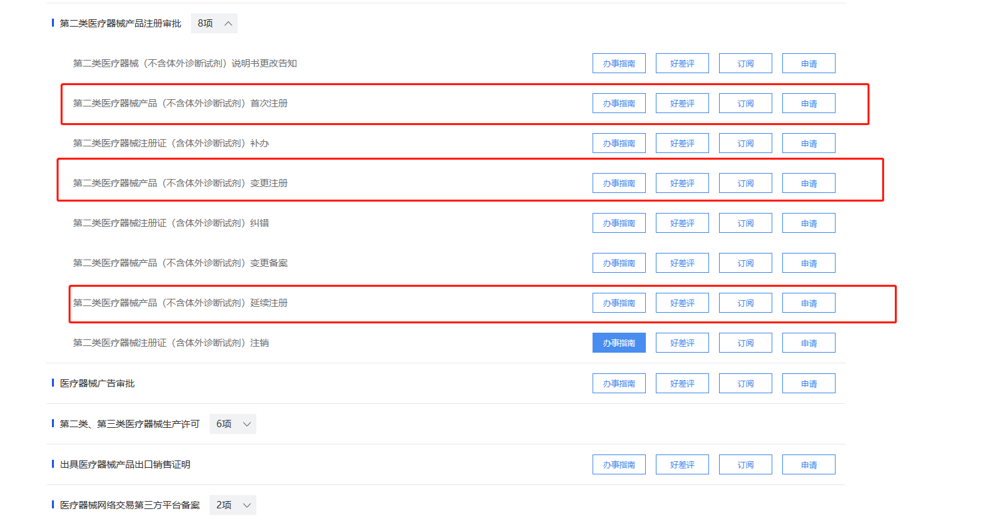 第二类医疗器械产品注册审批 8项
第二类医疗器械（不含体外诊断试剂）说明书更改告知 办事指南 好差评 订阅 申请
第二类医疗器械产品（不含体外诊断试剂）首次注册 办事指南 好差评 订阅 申请
第二类医疗器械注册证（含体外诊断试剂）补办 办事指南 好差评 订阅 申请
第二类医疗器械产品（不含体外诊断试剂）变更注册 办事指南 好差评 订阅 申请
第二类医疗器械注册证（含体外诊断试剂）纠错 办事指南 好差评 订阅 申请
第二类医疗器械产品（不含体外诊断试剂）变更备案 办事指南 好差评 订阅 申请
第二类医疗器械产品（不含体外诊断试剂）延续注册 办事指南 好差评 订阅 申请
第二类医疗器械注册证（含体外诊断试剂）注销 办事指南 好差评 订阅 申请
医疗器械广告审批 办事指南 好差评 订阅 申请
第二类、第三类医疗器械生产许可 6项
出具医疗器械产品出口销售证明 办事指南 好差评 订阅 申请
医疗器械网络交易第三方平台备案 2项